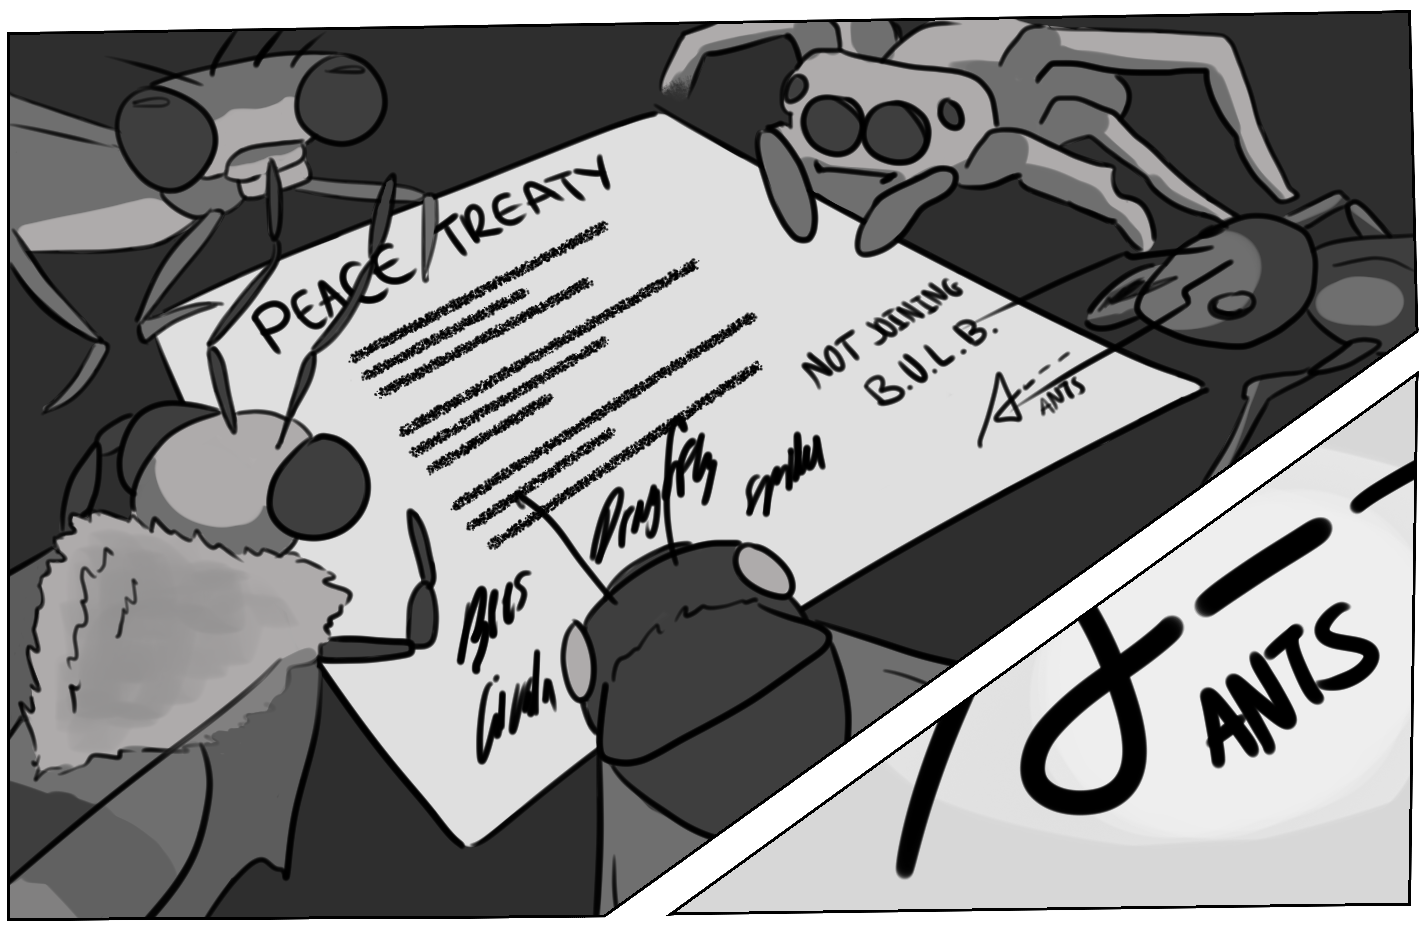 PEACE TREATY
NOT JOINING
B.U.L.B.
A---
ANTS
Dragonfly
spider
Bees
Cicada
ANTS